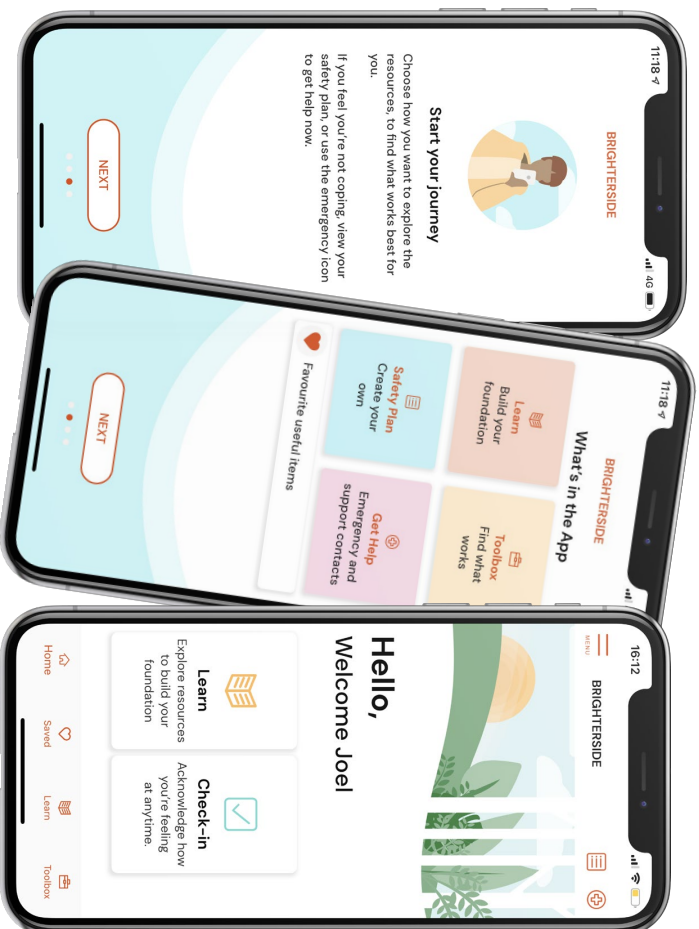 11:18
4G
BRIGHTERSIDE
Start your journey
Choose how you want to explore the
resources, to find what works best for
you.
If you feel you're not coping, view your
safety plan, or use the emergency icon
to get help now.
NEXT
11:18
BRIGHTERSIDE
What's in the App
Learn
Build your
foundation
Toolbox
Find what
works
Safety Plan
Create your
own
Get Help
Emergency and
support contacts
Favourite useful items
NEXT
16:12
MENU
BRIGHTERSIDE
Hello,
Welcome Joel
Learn
Explore resources
to build your
foundation
Check-in
Acknowledge how
you're feeling
at anytime.
Home
Saved
Learn
Toolbox